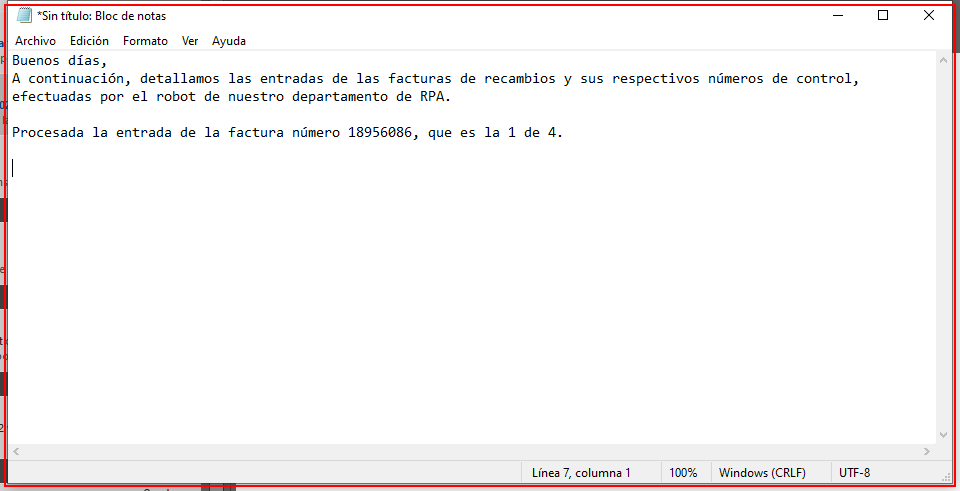 *Sin título: Bloc de notas
Archivo Edición Formato Ver Ayuda
Buenos días,
A continuación, detallamos las entradas de las facturas de recambios y sus respectivos números de control,
efectuadas por el robot de nuestro departamento de RPA.
Procesada la entrada de la factura número 18956086, que es la 1 de 4.
Línea 7, columna 1 100% Windows (CRLF) UTF-8